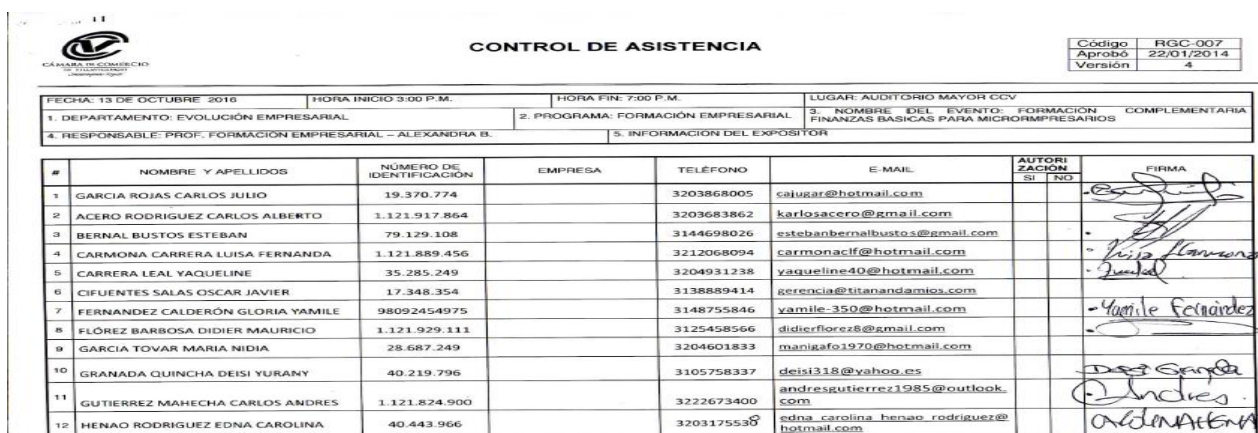 CÁMARA DE COMERCIO
CONTROL DE ASISTENCIA
Código RGC-007
Aprobó 22/01/2014
Versión 4
FECHA: 13 DE OCTUBRE 2016 HORA INICIO 3:00 P.M. HORA FIN: 7:00 P.M. LUGAR: AUDITORIO MAYOR CCV
1. DEPARTAMENTO: EVOLUCIÓN EMPRESARIAL 2. PROGRAMA: FORMACIÓN EMPRESARIAL 3. NOMBRE DEL EVENTO: FORMACIÓN COMPLEMENTARIA
FINANZAS BASICAS PARA MICRORMPRESARIOS
4. RESPONSABLE: PROF. FORMACIÓN EMPRESARIAL – ALEXANDRA B. 5. INFORMACIÓN DEL EXPOSITOR
# NOMBRE Y APELLIDOS NÚMERO DE IDENTIFICACIÓN EMPRESA TELÉFONO E-MAIL AUTORIZACIÓN SI NO FIRMA
1 GARCIA ROJAS CARLOS JULIO 19.370.774 3203868005 cajugar@hotmail.com
2 ACERO RODRIGUEZ CARLOS ALBERTO 1.121.917.864 3203683862 karlosacero@gmail.com
3 BERNAL BUSTOS ESTEBAN 79.129.108 3144698026 estebanbernalbustos@gmail.com
4 CARMONA CARRERA LUISA FERNANDA 1.121.889.456 3212068094 carmonaclf@hotmail.com Luisa Carmona
5 CARRERA LEAL YAQUELINE 35.285.249 3204931238 yaqueline40@hotmail.com
6 CIFUENTES SALAS OSCAR JAVIER 17.348.354 3138889414 gerencia@titanandamios.com
7 FERNANDEZ CALDERÓN GLORIA YAMILE 98092454975 3148755846 yamile-350@hotmail.com Yamile Fernández
8 FLÓREZ BARBOSA DIDIER MAURICIO 1.121.929.111 3125458566 didierflorez8@gmail.com
9 GARCIA TOVAR MARIA NIDIA 28.687.249 3204601833 manigafo1970@hotmail.com
10 GRANADA QUINCHA DEISI YURANY 40.219.796 3105758337 deisi318@yahoo.es Deisi Granada
11 GUTIERREZ MAHECHA CARLOS ANDRES 1.121.824.900 3222673400 andresgutierrez1985@outlook.com Andres
12 HENAO RODRIGUEZ EDNA CAROLINA 40.443.966 3203175530 edna_carolina_henao_rodriguez@hotmail.com CAROLINA HENAO